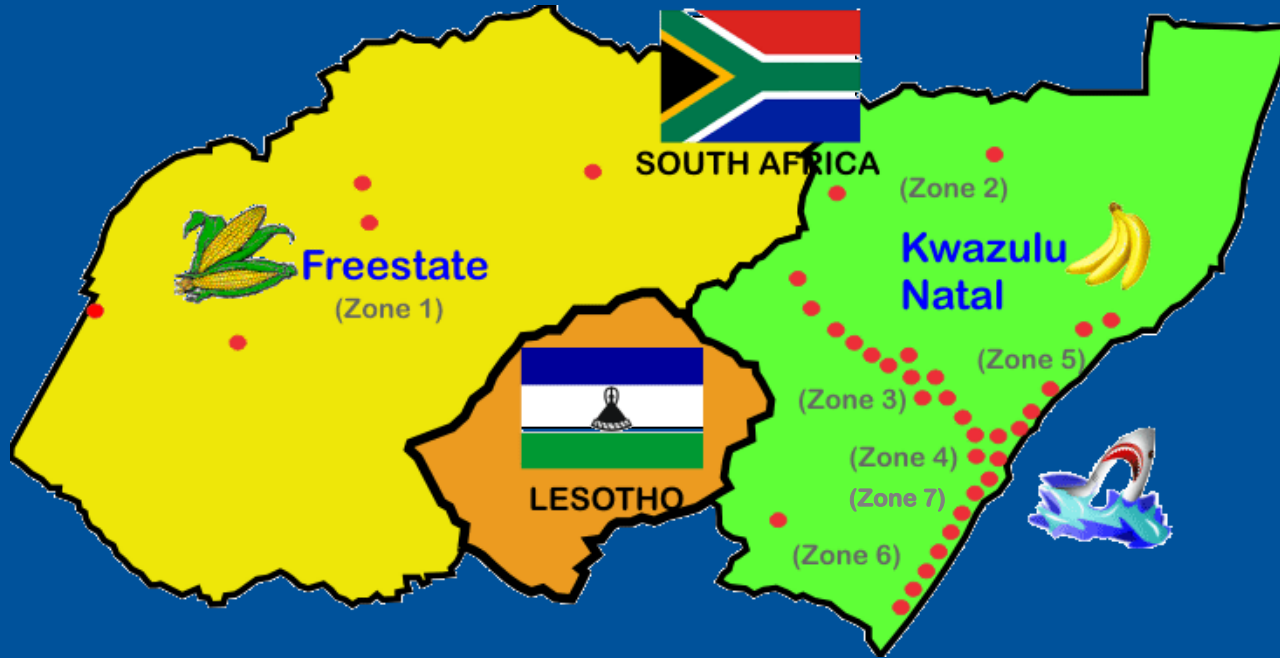 SOUTH AFRICA
(Zone 2)
Kwazulu
Natal
Freestate
(Zone 1)
(Zone 5)
(Zone 3)
(Zone 4)
LESOTHO
(Zone 7)
(Zone 6)